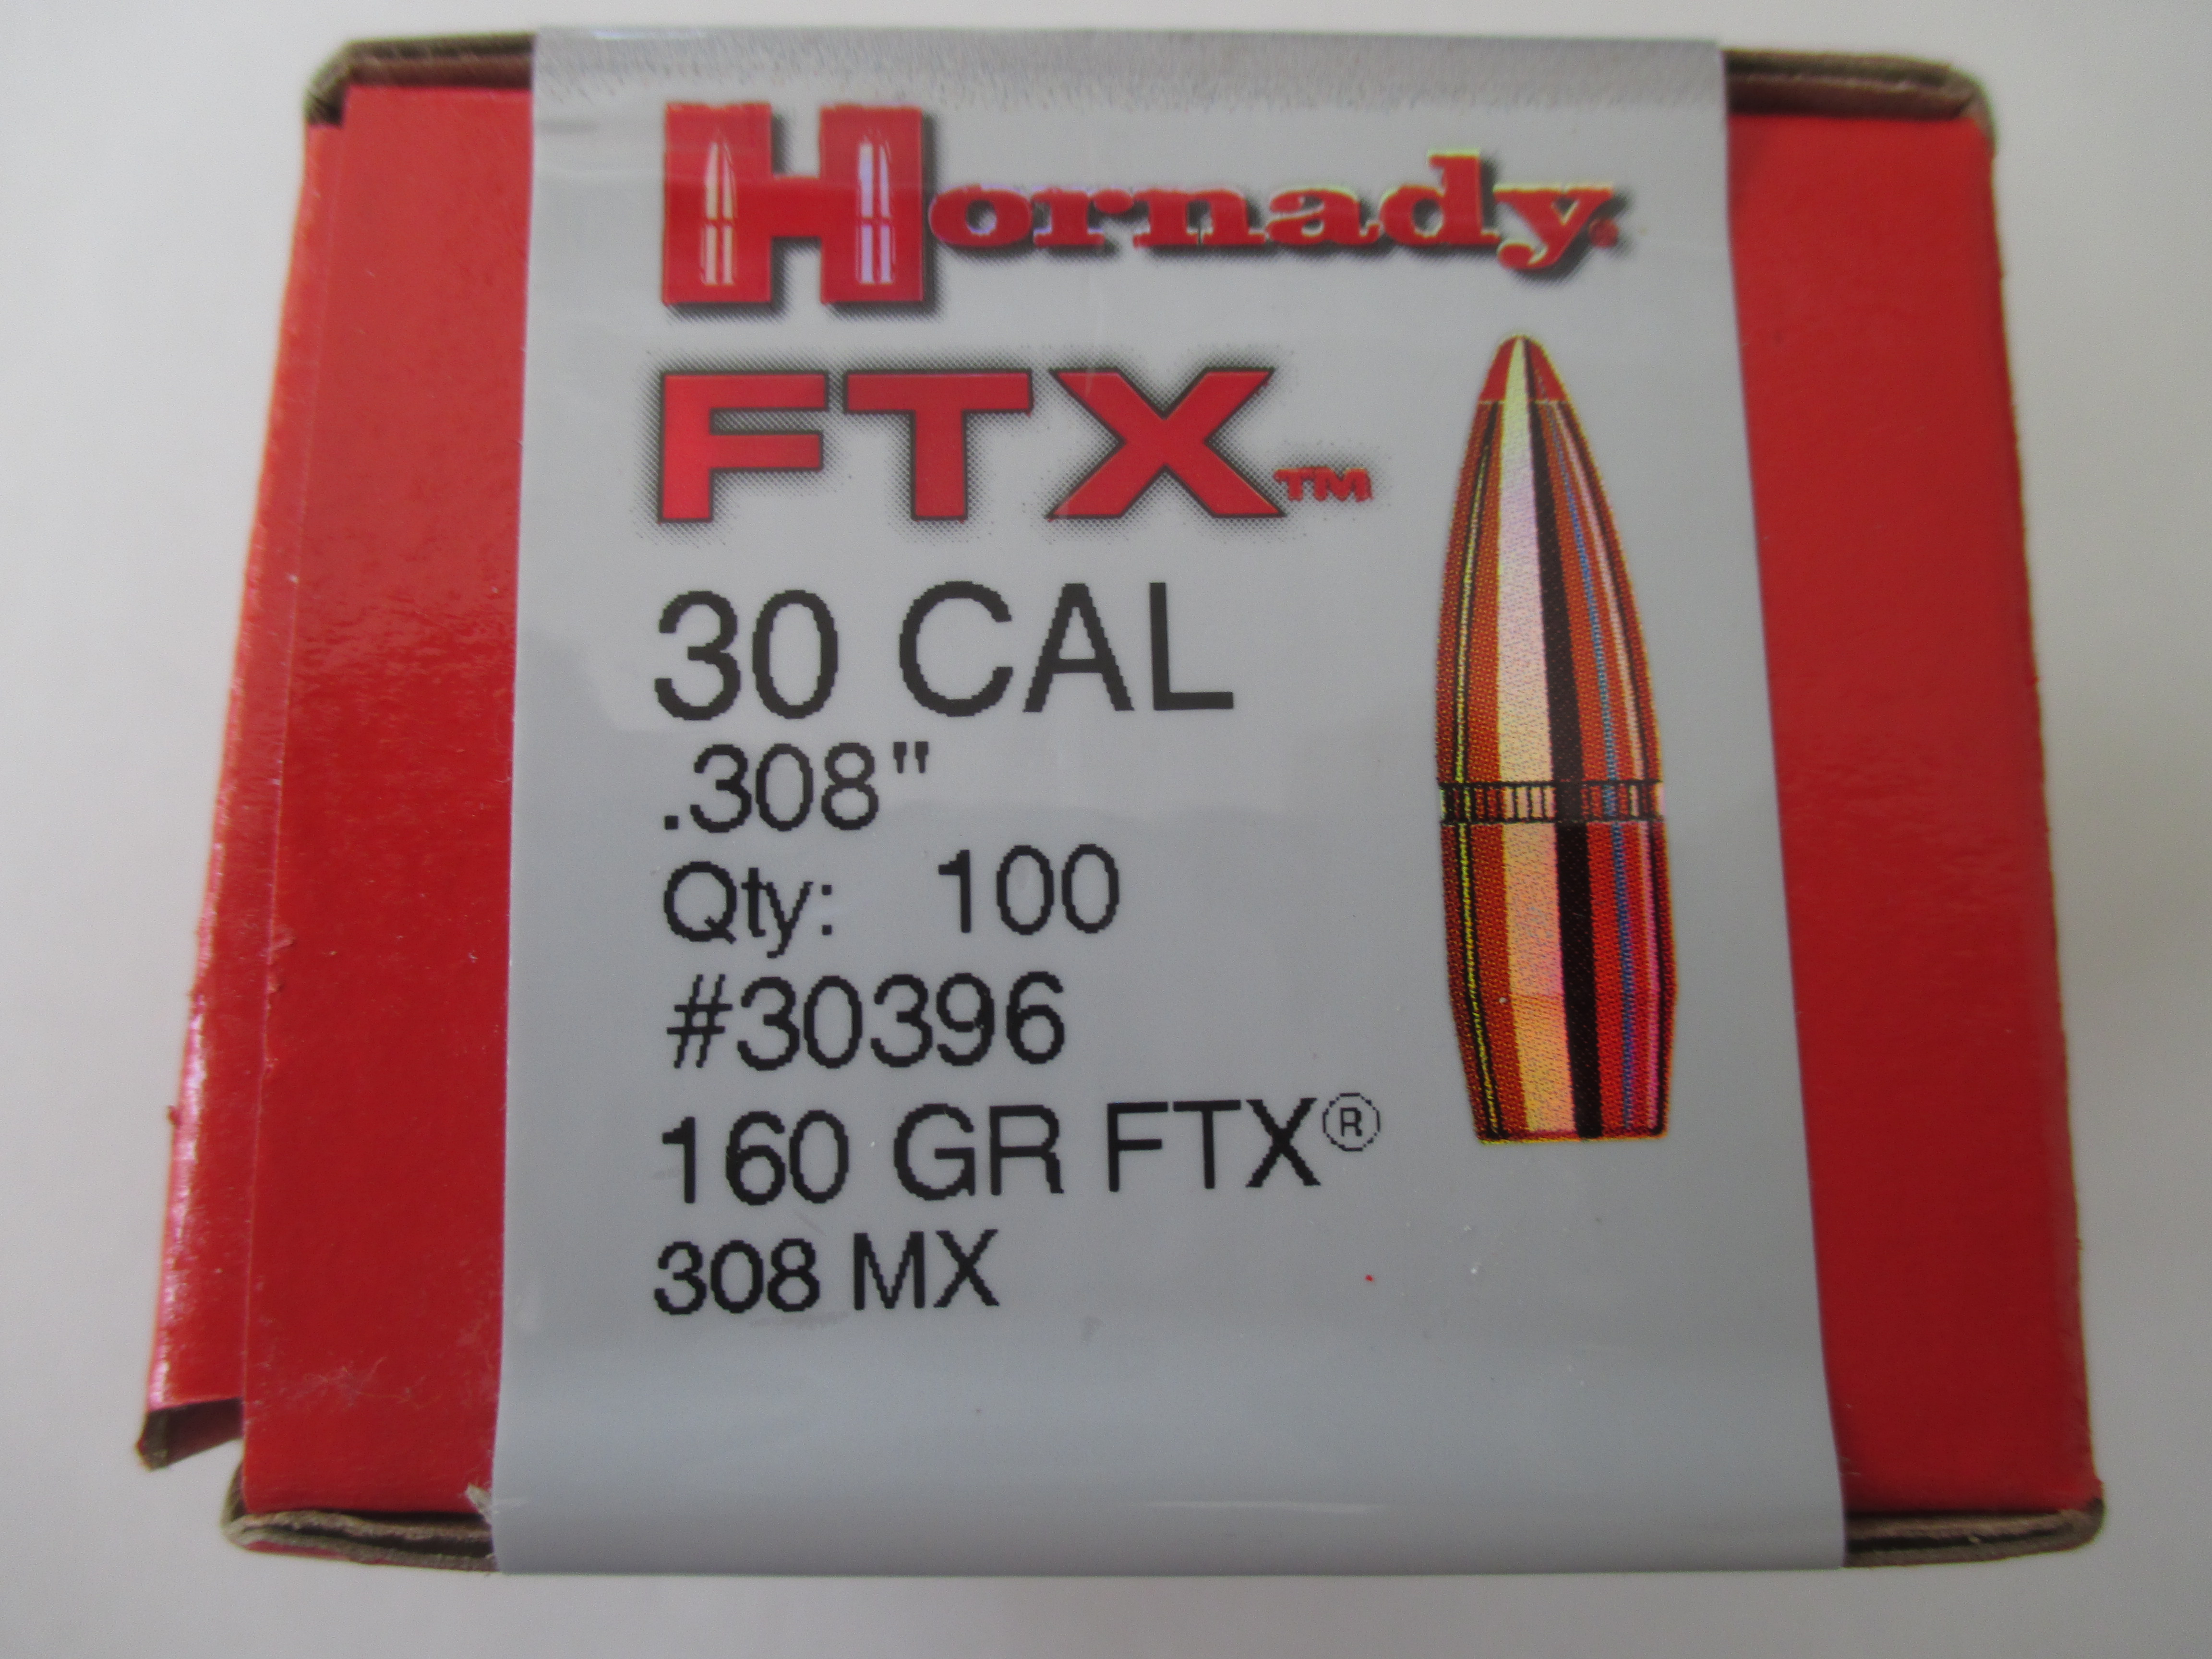 Hornady®
FTX™
30 CAL
.308"
Qty: 100
#30396
160 GR FTX®
308 MX